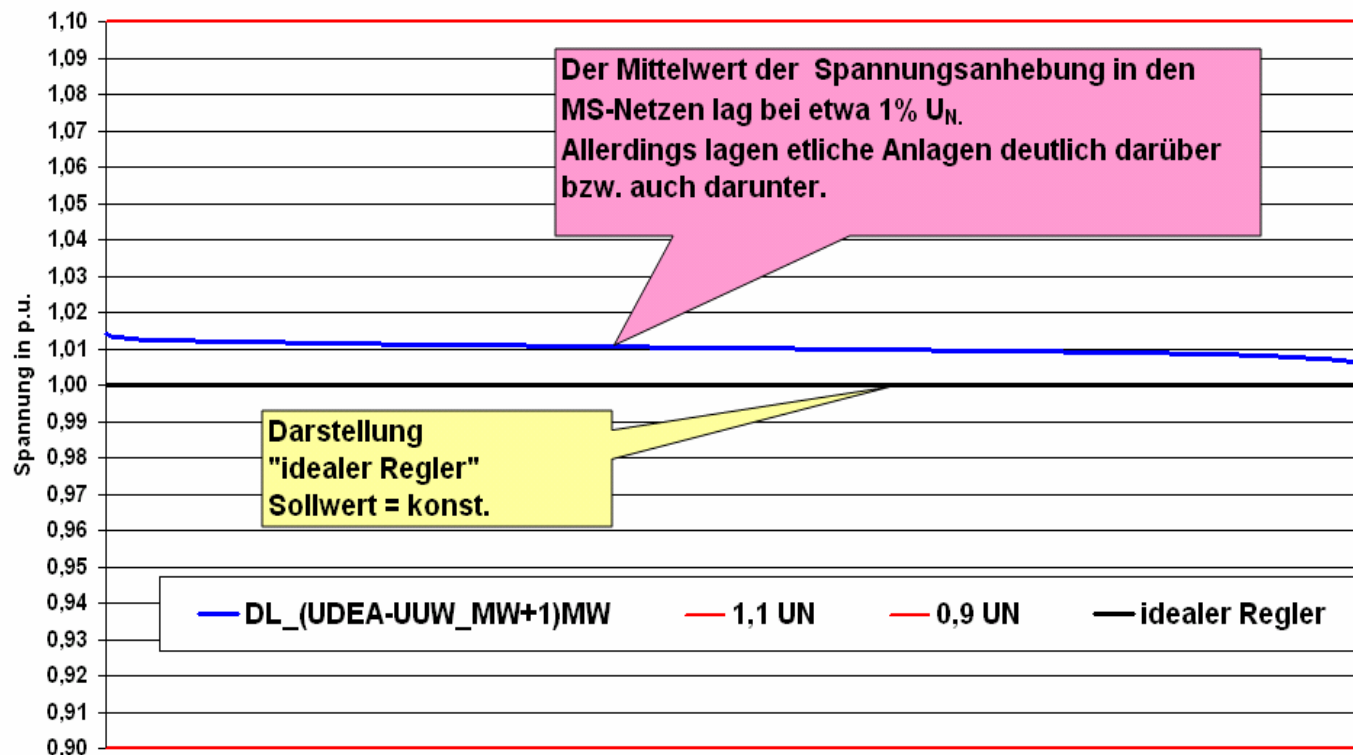 1,10
1,09
1,08
1,07
1,06
1,05
1,04
1,03
1,02
1,01
1,00
0,99
0,98
0,97
0,96
0,95
0,94
0,93
0,92
0,91
0,90
Spannung in p.u.
Der Mittelwert der Spannungsanhebung in den
MS-Netzen lag bei etwa 1% UN.
Allerdings lagen etliche Anlagen deutlich darüber
bzw. auch darunter.
Darstellung
"idealer Regler"
Sollwert = konst.
DL_(UDEA-UUW_MW+1)MW
1,1 UN
0,9 UN
idealer Regler